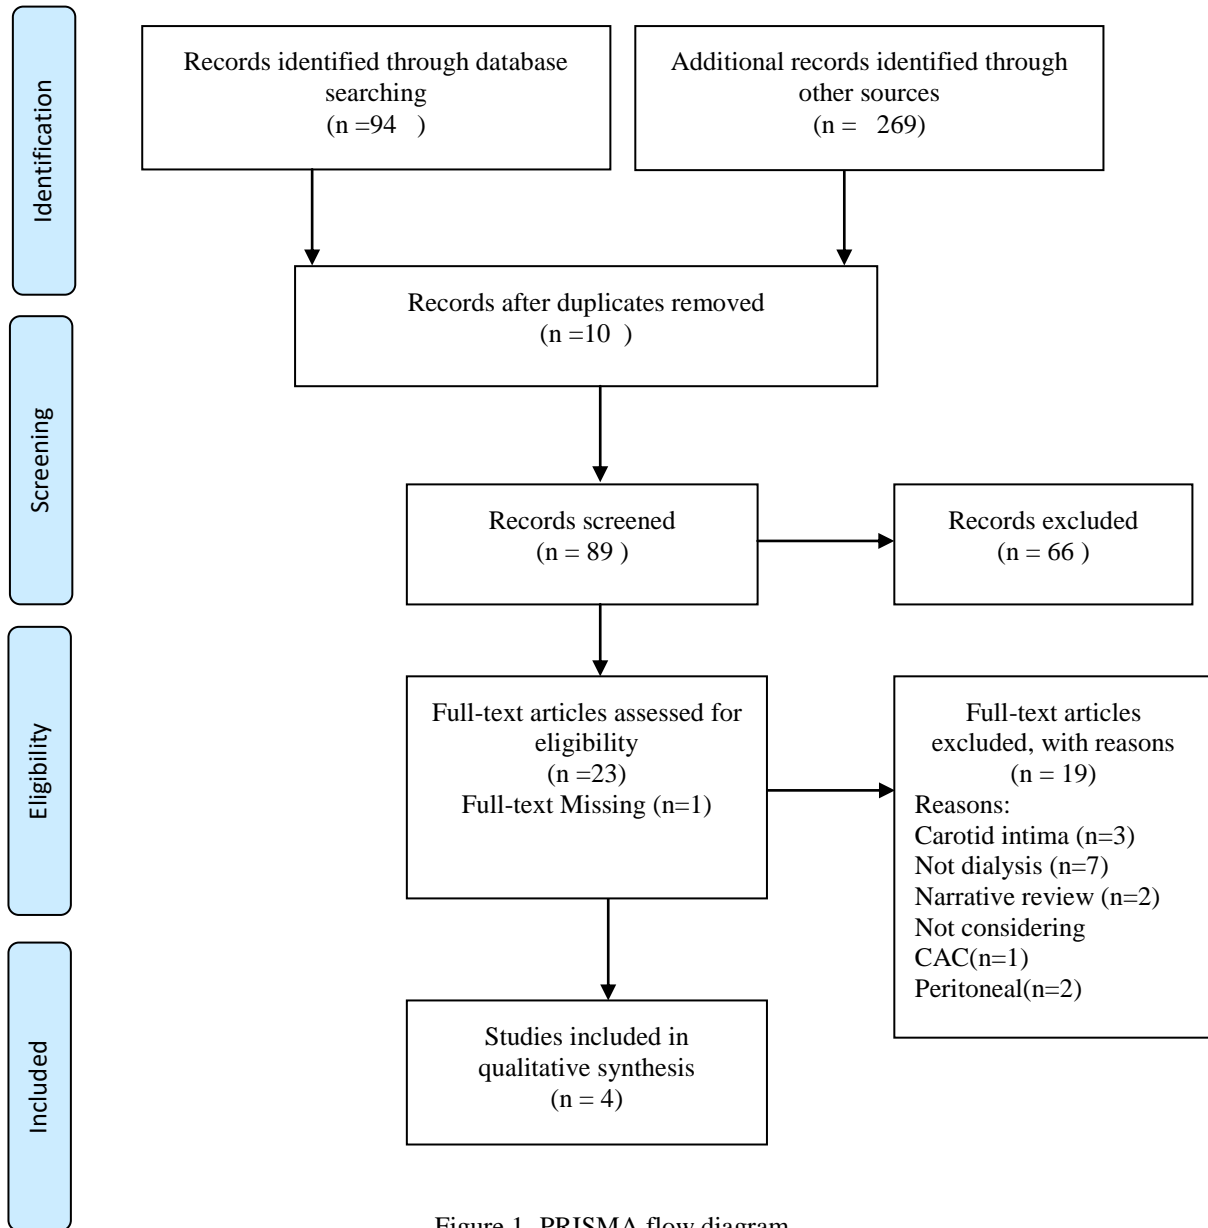 Identification
Records identified through database
searching
(n =94 )
Additional records identified through
other sources
(n = 269)
Records after duplicates removed
(n =10 )
Screening
Records screened
(n = 89 )
Records excluded
(n = 66 )
Eligibility
Full-text articles assessed for
eligibility
(n =23)
Full-text Missing (n=1)
Full-text articles
excluded, with reasons
(n = 19)
Reasons:
Carotid intima (n=3)
Not dialysis (n=7)
Narrative review (n=2)
Not considering
CAC(n=1)
Peritoneal(n=2)
Included
Studies included in
qualitative synthesis
(n = 4)
Figure 1. PRISMA flow diagram